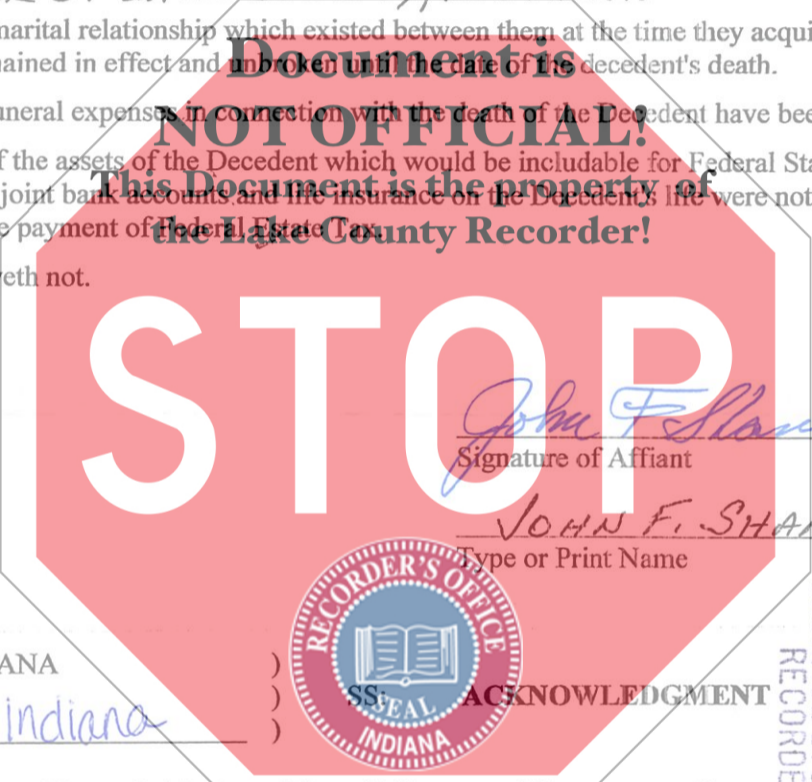 marital relationship which existed between them at the time they acqui
ained in effect and unbroken until the date of the decedent's death.
Document is
uneral expenses in connection with the death of the Decedent have bee
NOT OFFICIAL!
f the assets of the Decedent which would be includable for Federal Sta
This Document is the property of
joint bank accounts and life insurance on the Decedent's life were not
e payment of Federal Estate Tax.
the Lake County Recorder!
eth not.
STOP
John F Shan
Signature of Affiant
JOHN F. SHAN
Type or Print Name
RECORDER'S OFFICE
SEAL
INDIANA
ANA )
) SS: ACKNOWLEDGMENT
Indiana )
RECORDE